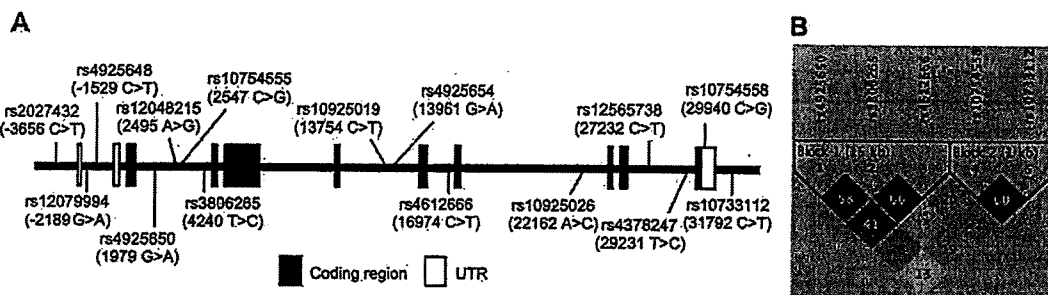 A
B
rs4925648
(-1529 C>T)
rs10754555
(2547 C>G)
rs4925654
(13961 G>A)
rs10754558
(29940 C>G)
rs2027432
(-3656 C>T)
rs12048215
(2495 A>G)
rs10925019
(13754 C>T)
rs12565738
(27232 C>T)
rs12079994
(-2189 G>A)
rs3806265
(4240 T>C)
rs4612666
(16974 C>T)
rs10925026
(22162 A>C)
rs10733112
(31792 C>T)
rs4925650
(1979 G>A)
rs4378247
(29231 T>C)
Coding region
UTR
13